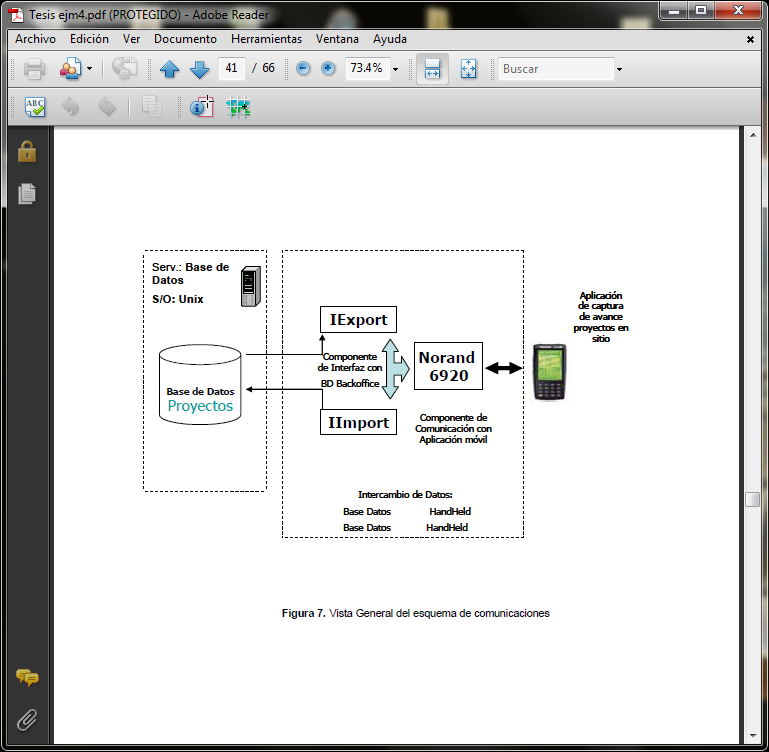 Tesis ejm4.pdf (PROTEGIDO) - Adobe Reader
Archivo Edición Ver Documento Herramientas Ventana Ayuda
41 / 66 73.4% Buscar
ABC
Serv.: Base de
Datos
S/O: Unix
Base de Datos
Proyectos
IExport
Componente
de Interfaz con
BD Backoffice
IImport
Norand
6920
Componente de
Comunicación con
Aplicación móvil
Intercambio de Datos:
Base Datos HandHeld
Base Datos HandHeld
Aplicación
de captura
de avance
proyectos en
sitio
Figura 7. Vista General del esquema de comunicaciones